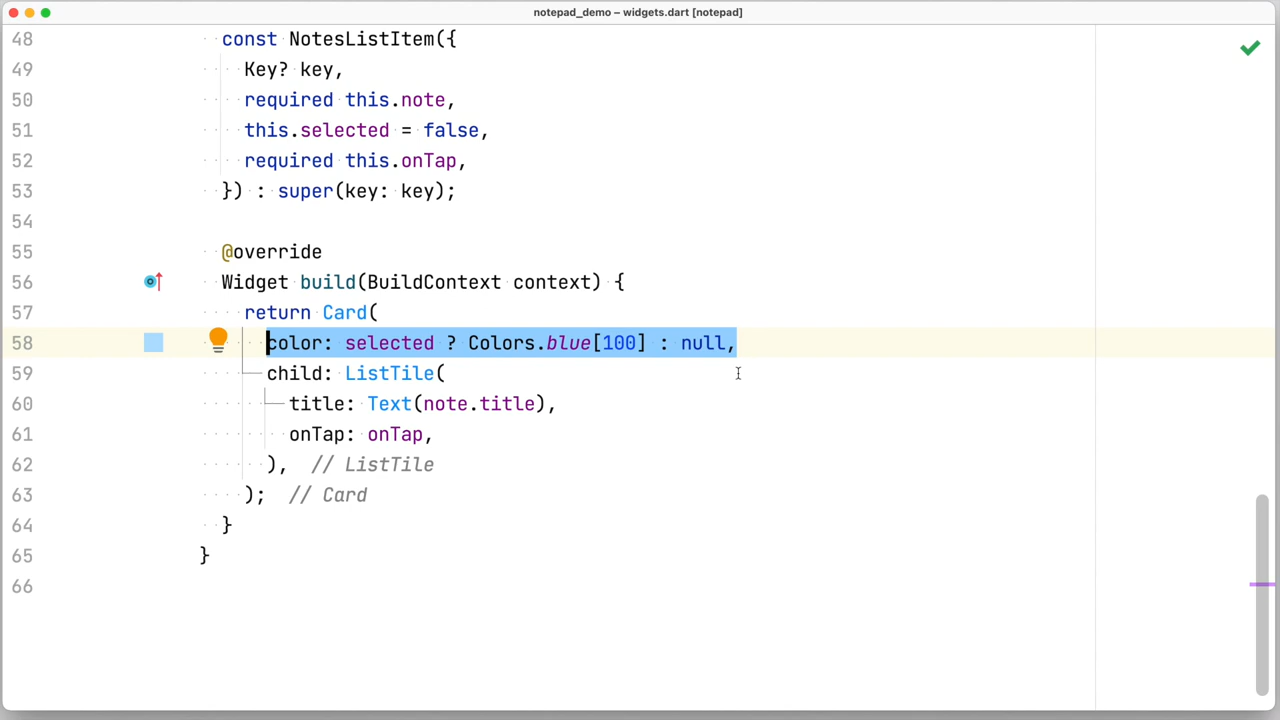 notepad_demo – widgets.dart [notepad]
48 const NotesListItem({
49 Key? key,
50 required this.note,
51 this.selected = false,
52 required this.onTap,
53 }) : super(key: key);
54
55 @override
56 Widget build(BuildContext context) {
57 return Card(
58 color: selected ? Colors.blue[100] : null,
59 child: ListTile(
60 title: Text(note.title),
61 onTap: onTap,
62 ), // ListTile
63 ); // Card
64 }
65 }
66